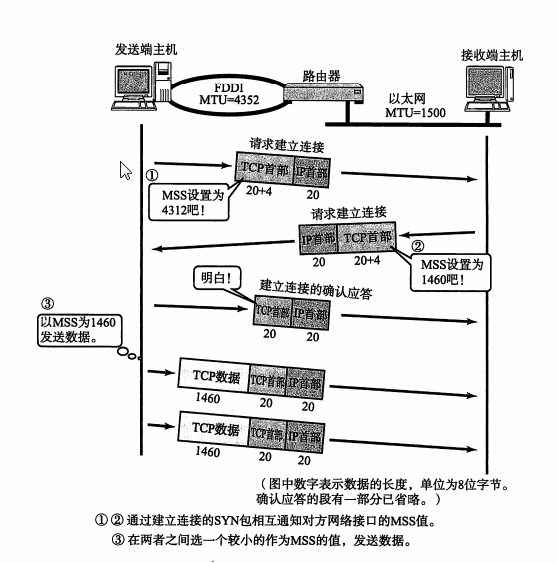 发送端主机
接收端主机
FDDI
MTU=4352
路由器
以太网
MTU=1500
请求建立连接
TCP首部 IP首部
20+4 20
①
MSS设置为
4312吧！
请求建立连接
IP首部 TCP首部
20 20+4
②
MSS设置为
1460吧！
明白！
建立连接的确认应答
TCP首部 IP首部
20 20
③
以MSS为1460
发送数据。
TCP数据 TCP首部 IP首部
1460 20 20
TCP数据 TCP首部 IP首部
1460 20 20
（图中数字表示数据的长度，单位为8位字节。
确认应答的段有一部分已省略。）
① ② 通过建立连接的SYN包相互通知对方网络接口的MSS值。
③ 在两者之间选一个较小的作为MSS的值，发送数据。